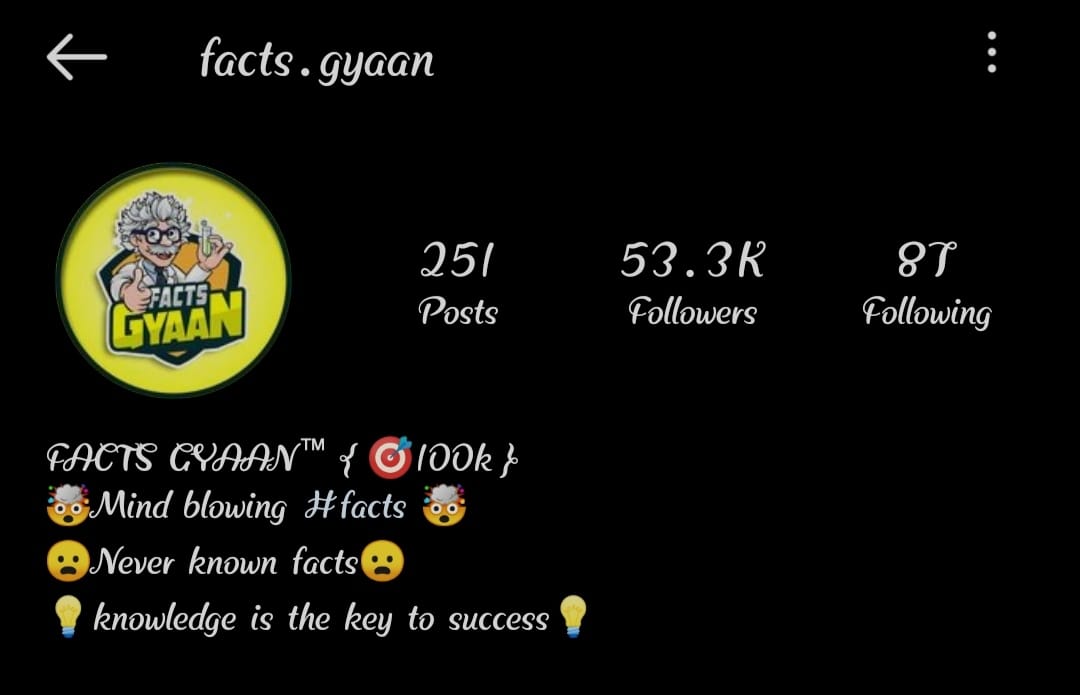 facts.gyaan
FACTS
GYAAN
251 53.3K 87
Posts Followers Following
FACTS GYAAN™ { 🎯100k }
🤯Mind blowing #facts 🤯
😦Never known facts😦
💡knowledge is the key to success💡